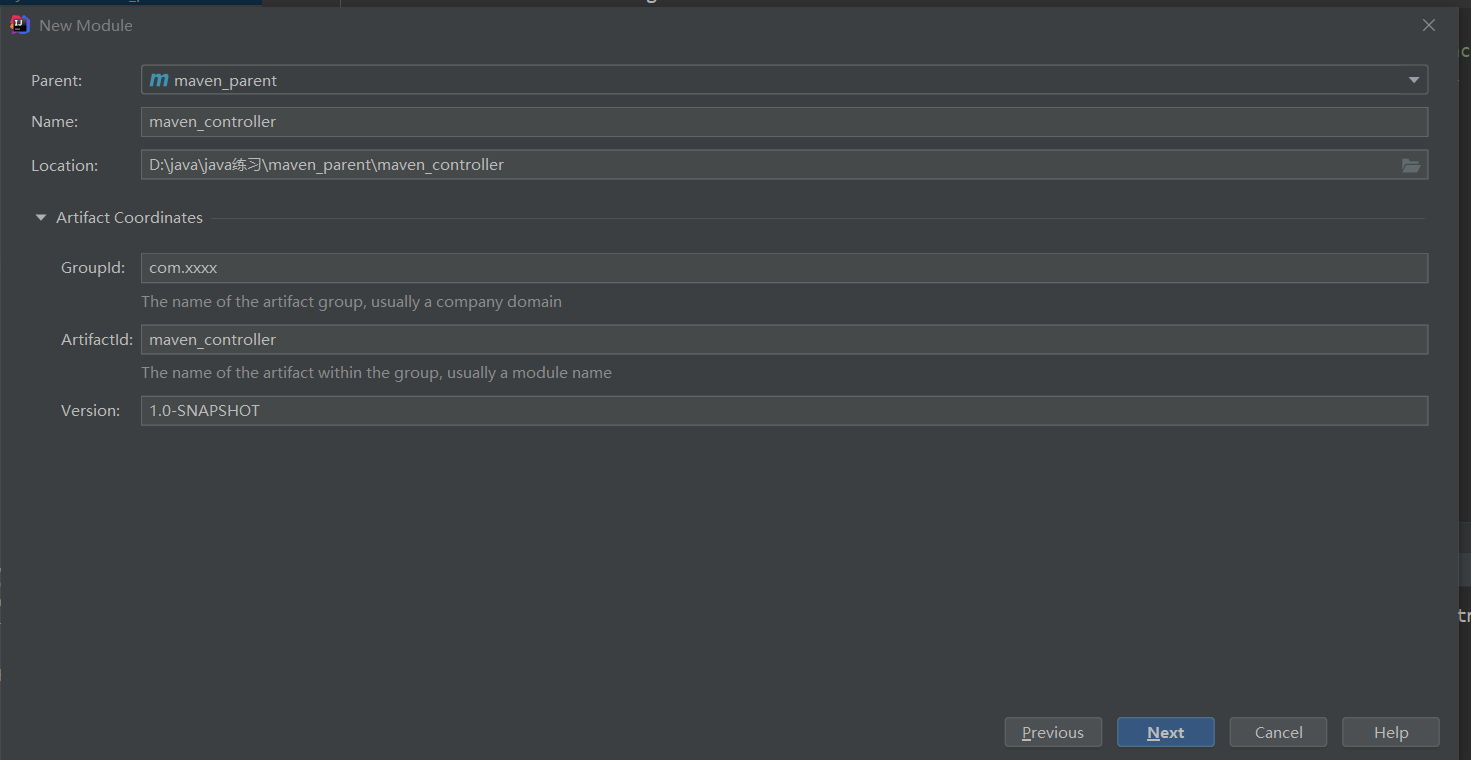 New Module
Parent: m maven_parent
Name: maven_controller
Location: D:\java\java练习\maven_parent\maven_controller
Artifact Coordinates
GroupId: com.xxxx
The name of the artifact group, usually a company domain
ArtifactId: maven_controller
The name of the artifact within the group, usually a module name
Version: 1.0-SNAPSHOT
Previous Next Cancel Help